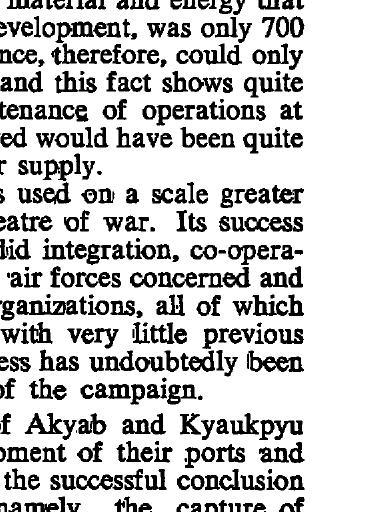 material and energy that
evelopment, was only 700
nce, therefore, could only
and this fact shows quite
tenance of operations at
ed would have been quite
r supply.
s used on a scale greater
eatre of war. Its success
did integration, co-opera-
air forces concerned and
rganizations, all of which
with very little previous
ess has undoubtedly been
of the campaign.
f Akyab and Kyaukpyu
pment of their ports and
the successful conclusion
namely, the capture of